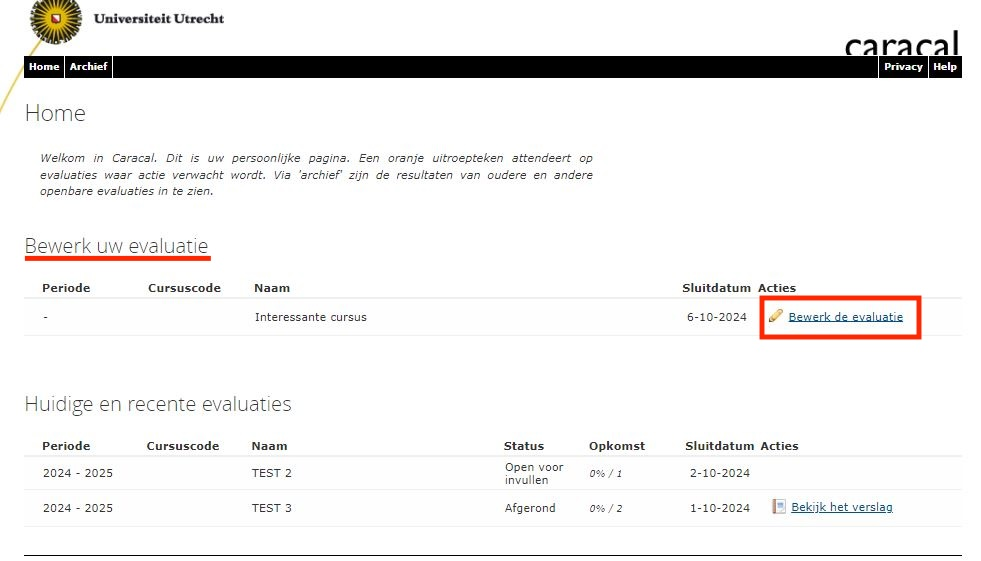 Universiteit Utrecht
caracal
Home Archief Privacy Help
Home
Welkom in Caracal. Dit is uw persoonlijke pagina. Een oranje uitroepteken attendeert op
evaluaties waar actie verwacht wordt. Via 'archief' zijn de resultaten van oudere en andere
openbare evaluaties in te zien.
Bewerk uw evaluatie
Periode Cursuscode Naam Sluitdatum Acties
- Interessante cursus 6-10-2024 Bewerk de evaluatie
Huidige en recente evaluaties
Periode Cursuscode Naam Status Opkomst Sluitdatum Acties
2024 - 2025 TEST 2 Open voor invullen 0% / 1 2-10-2024
2024 - 2025 TEST 3 Afgerond 0% / 2 1-10-2024 Bekijk het verslag